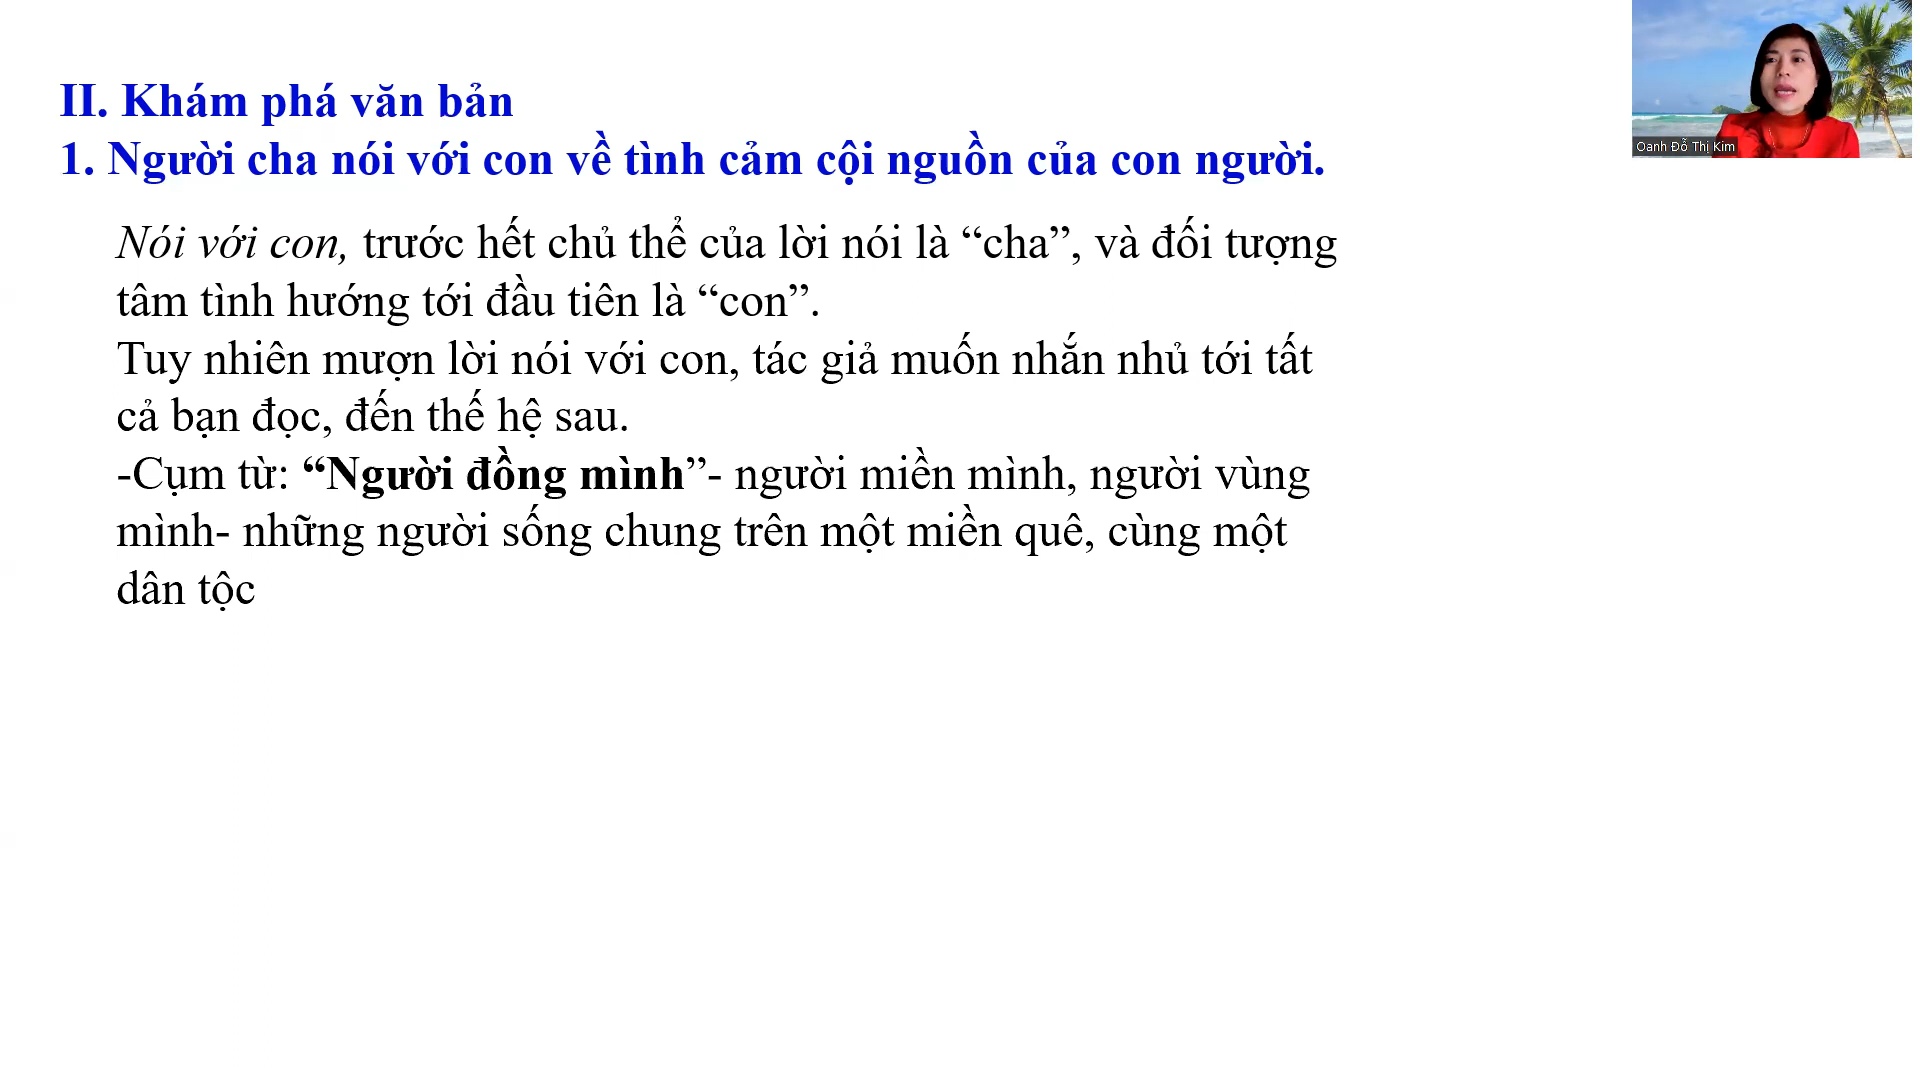 II. Khám phá văn bản
1. Người cha nói với con về tình cảm cội nguồn của con người.
Nói với con, trước hết chủ thể của lời nói là “cha”, và đối tượng
tâm tình hướng tới đầu tiên là “con”.
Tuy nhiên mượn lời nói với con, tác giả muốn nhắn nhủ tới tất
cả bạn đọc, đến thế hệ sau.
-Cụm từ: “Người đồng mình”- người miền mình, người vùng
mình- những người sống chung trên một miền quê, cùng một
dân tộc
Oanh Đỗ Thị Kim